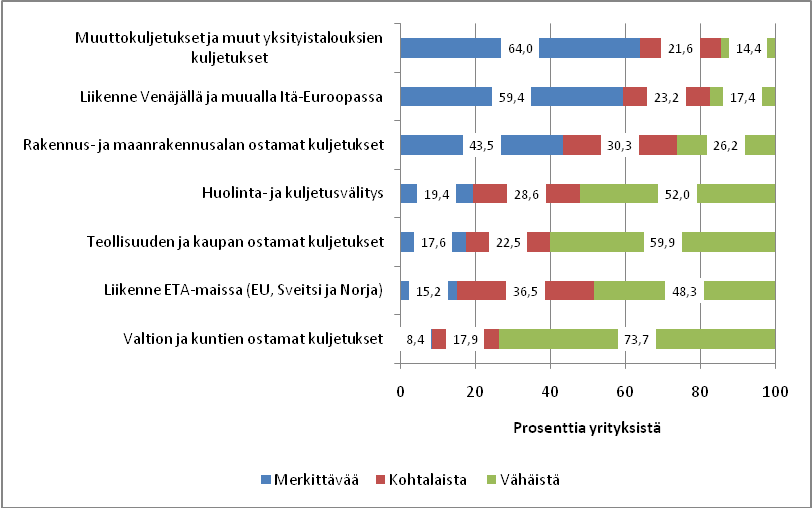 Muuttokuljetukset ja muut yksityistalouksien
kuljetukset
64,0 21,6 14,4
Liikenne Venäjällä ja muualla Itä-Euroopassa
59,4 23,2 17,4
Rakennus- ja maanrakennusalan ostamat kuljetukset
43,5 30,3 26,2
Huolinta- ja kuljetusvälitys
19,4 28,6 52,0
Teollisuuden ja kaupan ostamat kuljetukset
17,6 22,5 59,9
Liikenne ETA-maissa (EU, Sveitsi ja Norja)
15,2 36,5 48,3
Valtion ja kuntien ostamat kuljetukset
8,4 17,9 73,7
0 20 40 60 80 100
Prosenttia yrityksistä
Merkittävää Kohtalaista Vähäistä